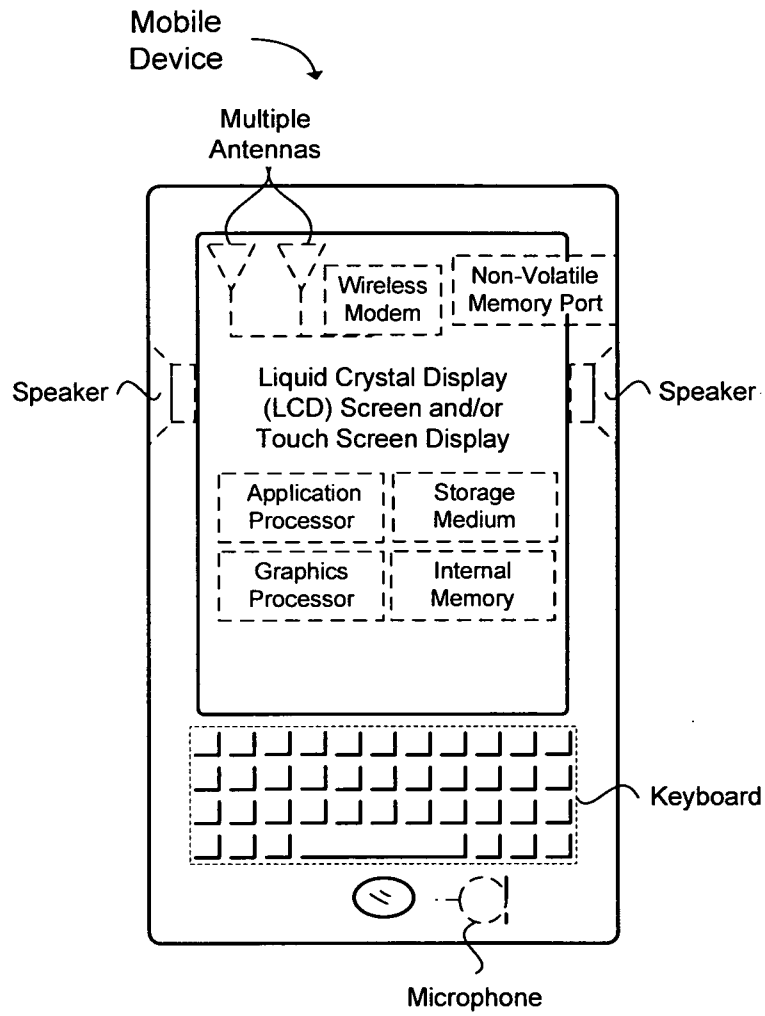 Mobile
Device
Multiple
Antennas
Wireless
Modem
Non-Volatile
Memory Port
Speaker
Liquid Crystal Display
(LCD) Screen and/or
Touch Screen Display
Speaker
Application
Processor
Storage
Medium
Graphics
Processor
Internal
Memory
Keyboard
Microphone